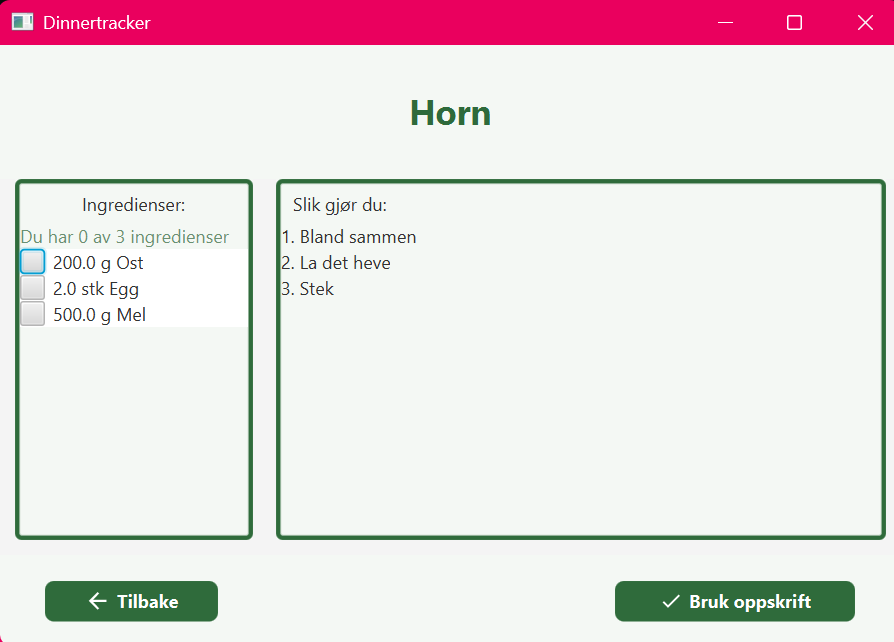 Dinnertracker
Horn
Ingredienser:
Du har 0 av 3 ingredienser
200.0 g Ost
2.0 stk Egg
500.0 g Mel
Slik gjør du:
1. Bland sammen
2. La det heve
3. Stek
Tilbake
Bruk oppskrift